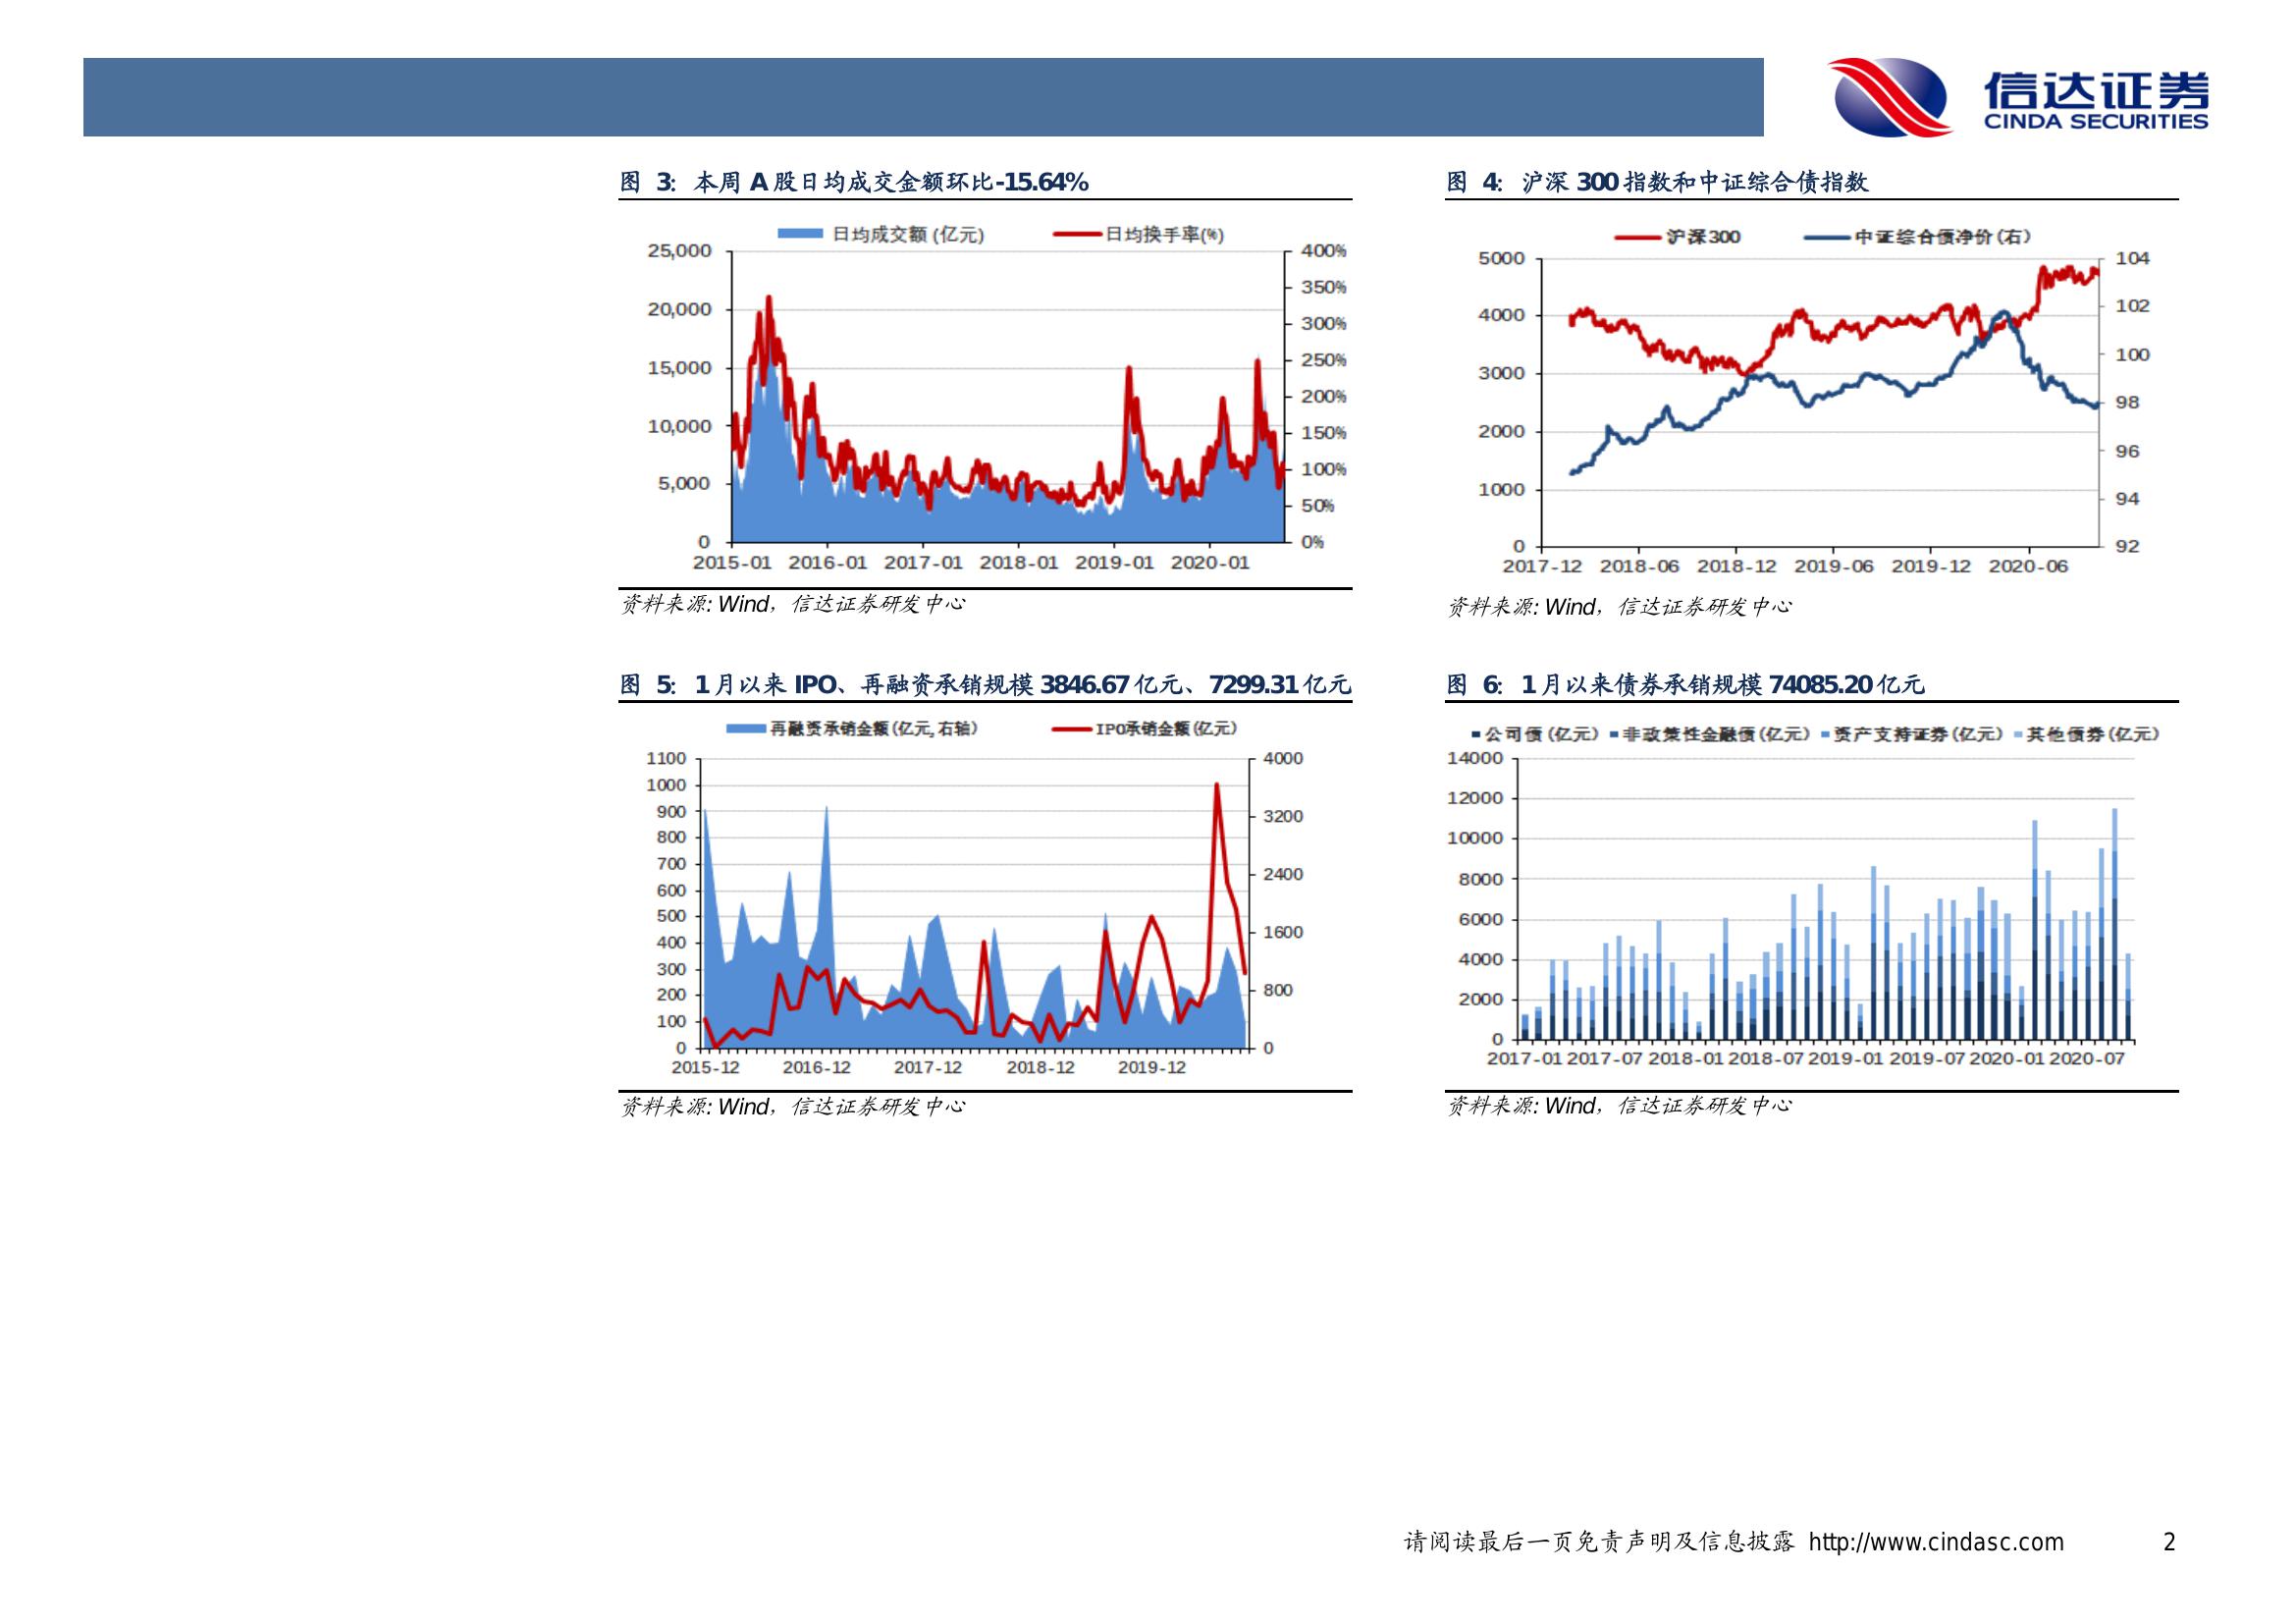 信达证券
CINDA SECURITIES
图 3: 本周 A 股日均成交金额环比-15.64%
日均成交额 (亿元) 日均换手率(%)
25,000 400%
350%
20,000 300%
15,000 250%
200%
10,000 150%
5,000 100%
50%
0 0%
2015-01 2016-01 2017-01 2018-01 2019-01 2020-01
资料来源: Wind，信达证券研发中心
图 4: 沪深 300 指数和中证综合债指数
沪深300 中证综合债净价(右)
5000 104
4000 102
100
3000
2000 98
96
1000 94
0 92
2017-12 2018-06 2018-12 2019-06 2019-12 2020-06
资料来源: Wind，信达证券研发中心
图 5: 1 月以来 IPO、再融资承销规模 3846.67 亿元、7299.31 亿元
再融资承销金额(亿元,右轴) IPO承销金额(亿元)
1100 4000
1000
900 3200
800
700 2400
600
500 1600
400
300
200 800
100
0 0
2015-12 2016-12 2017-12 2018-12 2019-12
资料来源: Wind，信达证券研发中心
图 6: 1 月以来债券承销规模 74085.20 亿元
公司债(亿元) 非政策性金融债(亿元) 资产支持证券(亿元) 其他债券(亿元)
14000
12000
10000
8000
6000
4000
2000
0
2017-01 2017-07 2018-01 2018-07 2019-01 2019-07 2020-01 2020-07
资料来源: Wind，信达证券研发中心
请阅读最后一页免责声明及信息披露 http://www.cindasc.com 2